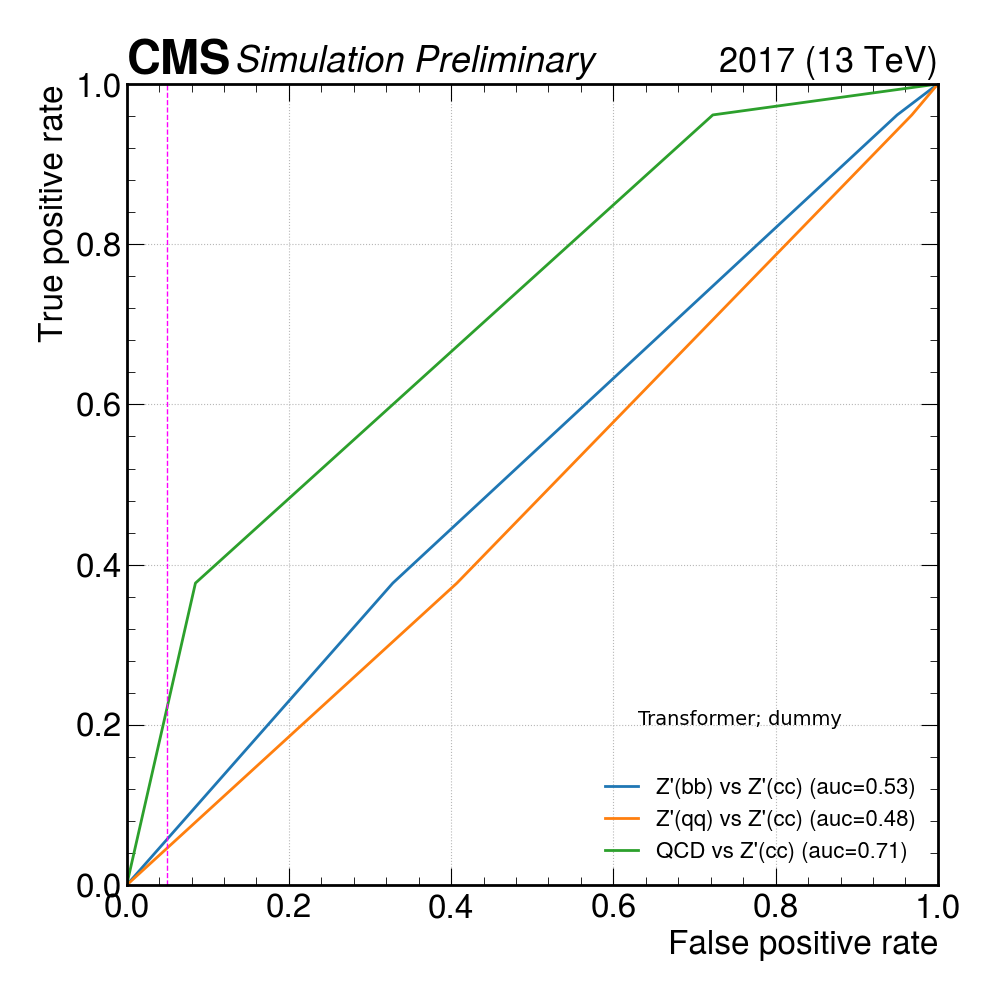 CMS Simulation Preliminary 2017 (13 TeV)
True positive rate
1.0
0.8
0.6
0.4
0.2
0.0
Transformer; dummy
Z'(bb) vs Z'(cc) (auc=0.53)
Z'(qq) vs Z'(cc) (auc=0.48)
QCD vs Z'(cc) (auc=0.71)
0.0 0.2 0.4 0.6 0.8 1.0
False positive rate